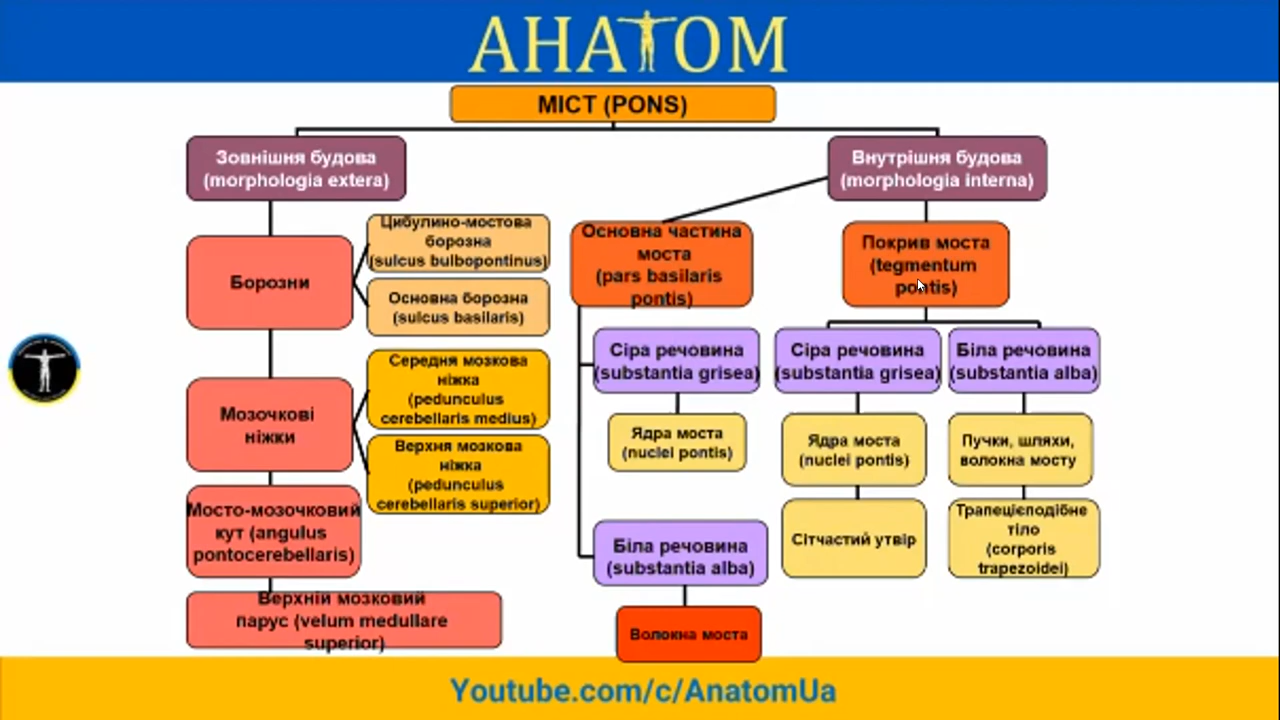 АНАТОМ
МІСТ (PONS)
Зовнішня будова
(morphologia extera)
Борозни
Цибулино-мостова
борозна
(sulcus bulbopontinus)
Основна борозна
(sulcus basilaris)
Мозочкові
ніжки
Середня мозкова
ніжка
(pedunculus
cerebellaris medius)
Верхня мозкова
ніжка
(pedunculus
cerebellaris superior)
Мосто-мозочковий
кут (angulus
pontocerebellaris)
Верхній мозковий
парус (velum medullare
superior)
Внутрішня будова
(morphologia interna)
Основна частина
моста
(pars basilaris
pontis)
Сіра речовина
(substantia grisea)
Ядра моста
(nuclei pontis)
Біла речовина
(substantia alba)
Волокна моста
Покрив моста
(tegmentum
pontis)
Сіра речовина
(substantia grisea)
Ядра моста
(nuclei pontis)
Сітчастий утвір
Біла речовина
(substantia alba)
Пучки, шляхи,
волокна мосту
Трапецієподібне
тіло
(corporis
trapezoidei)
Youtube.com/c/AnatomUa